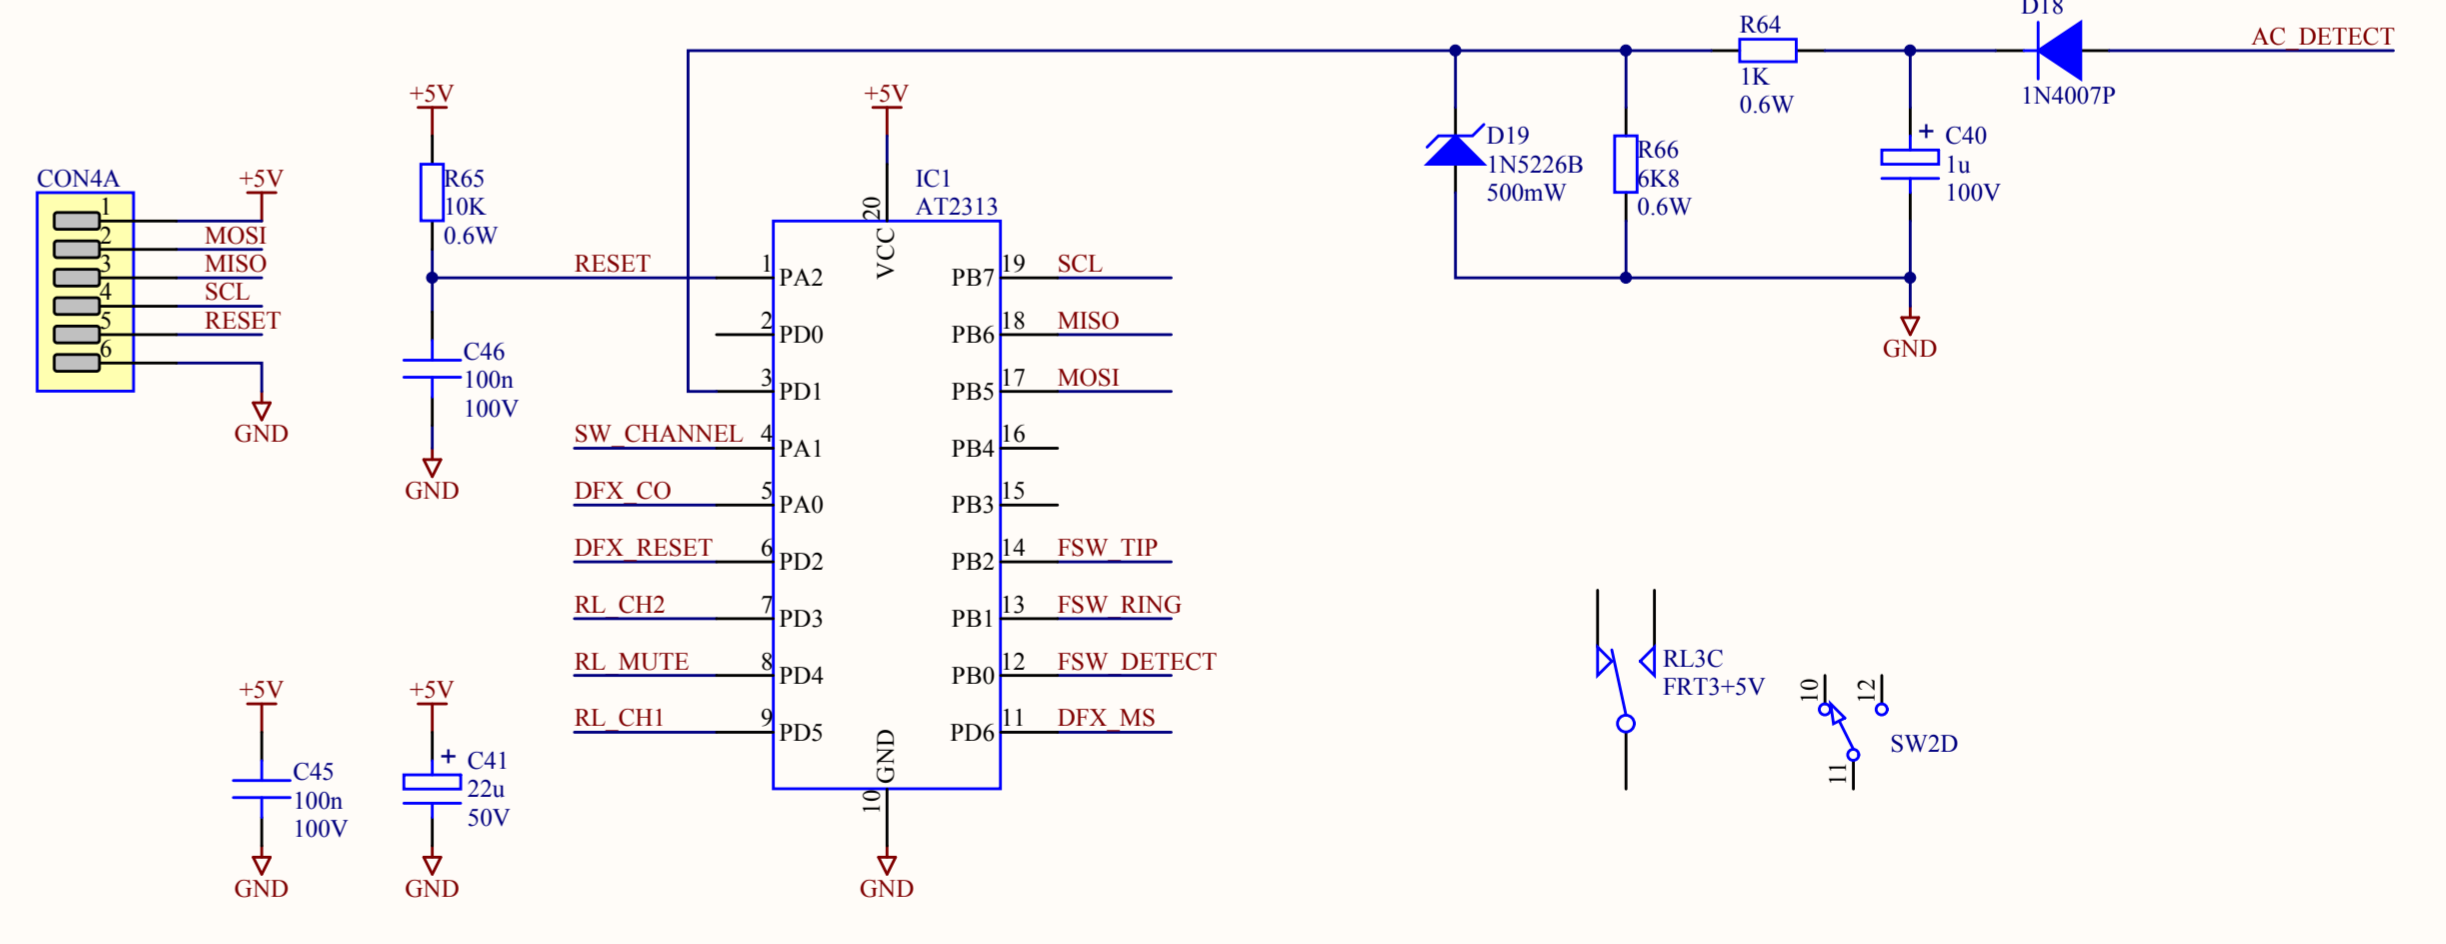 D18
R64
AC_DETECT
1K
0.6W
1N4007P
+5V
+5V
D19
1N5226B
500mW
R66
6K8
0.6W
+
C40
1u
100V
GND
CON4A
+5V
1
2
MOSI
3
MISO
4
SCL
5
RESET
6
GND
R65
10K
0.6W
C46
100n
100V
GND
IC1
AT2313
20
VCC
RESET
1
PA2
2
PD0
3
PD1
SW_CHANNEL
4
PA1
DFX_CO
5
PA0
DFX_RESET
6
PD2
RL_CH2
7
PD3
RL_MUTE
8
PD4
RL_CH1
9
PD5
PB7
19
SCL
PB6
18
MISO
PB5
17
MOSI
PB4
16
PB3
15
PB2
14
FSW_TIP
PB1
13
FSW_RING
PB0
12
FSW_DETECT
PD6
11
DFX_MS
GND
10
GND
+5V
C45
100n
100V
GND
+5V
+
C41
22u
50V
GND
RL3C
FRT3+5V
10
12
SW2D
11